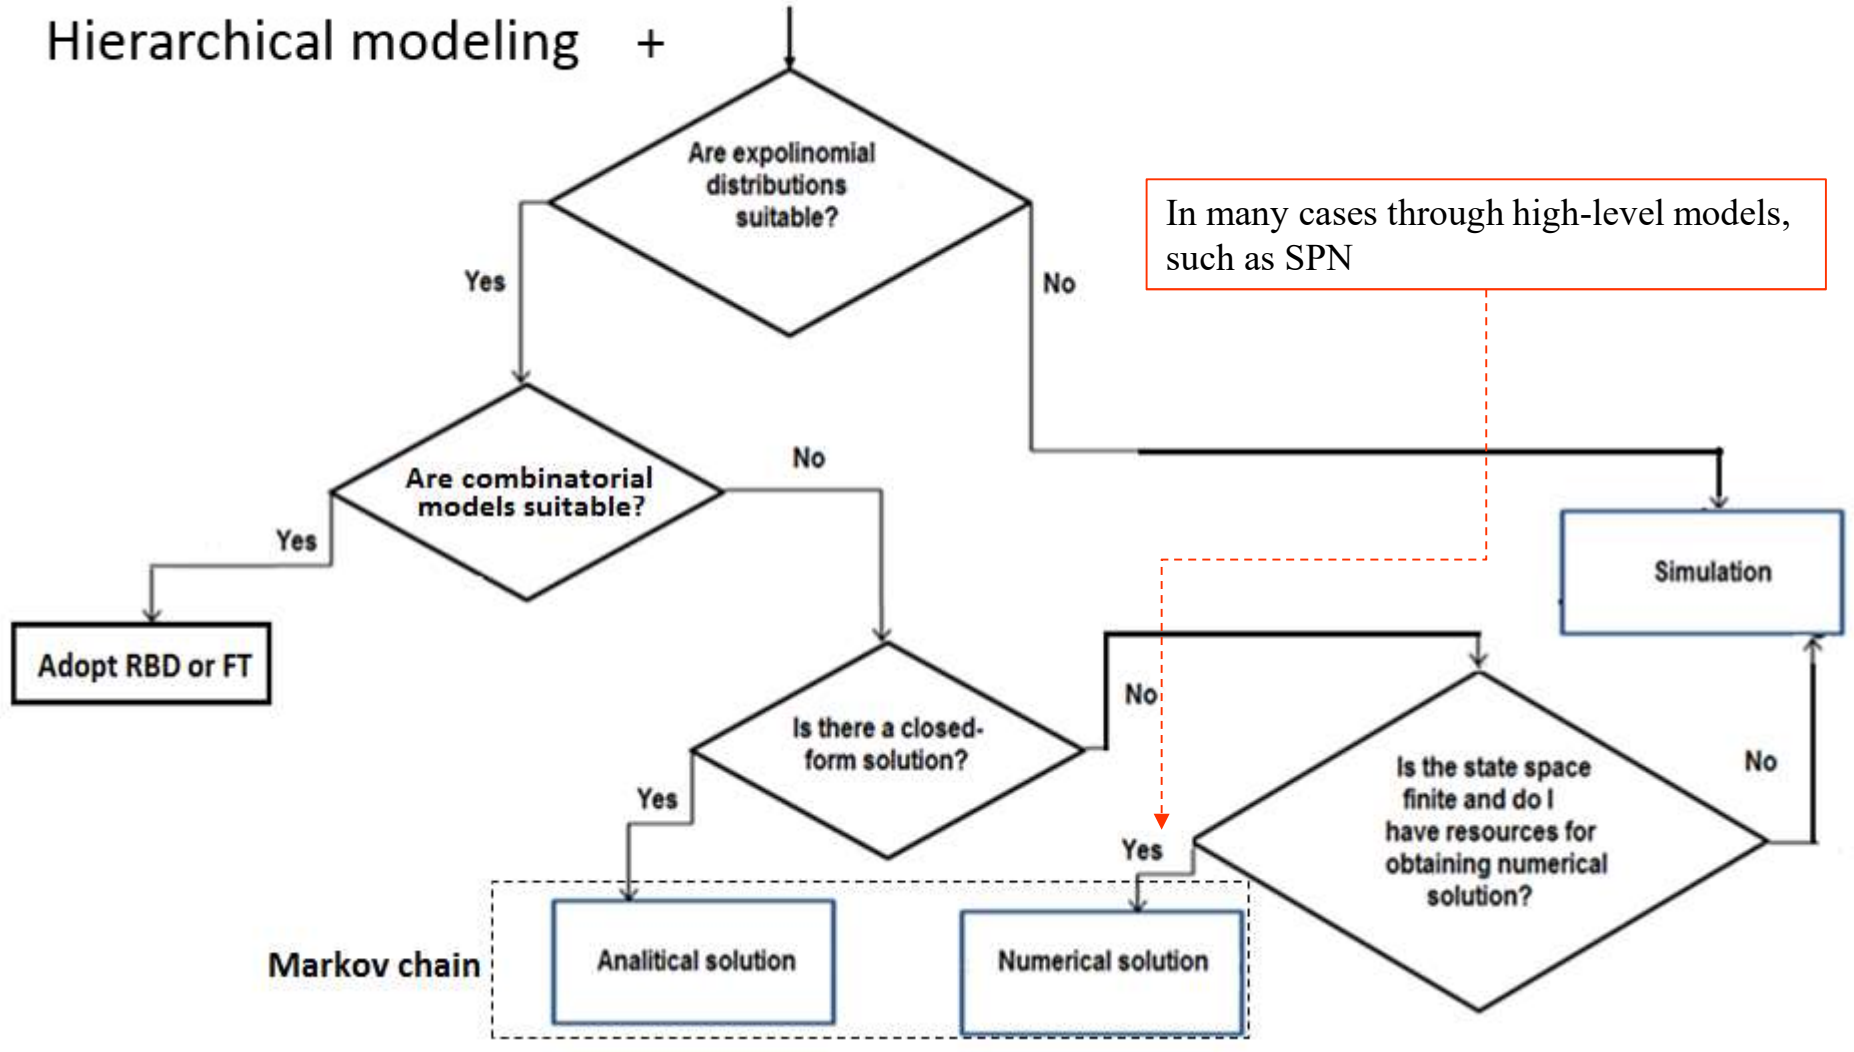 Hierarchical modeling +
Are expolinomial
distributions
suitable?
In many cases through high-level models,
such as SPN
Yes
No
Are combinatorial
models suitable?
No
Yes
Simulation
Adopt RBD or FT
No
Is there a closed-
form solution?
Yes
Is the state space
finite and do I
have resources for
obtaining numerical
solution?
No
Yes
Markov chain
Analitical solution
Numerical solution